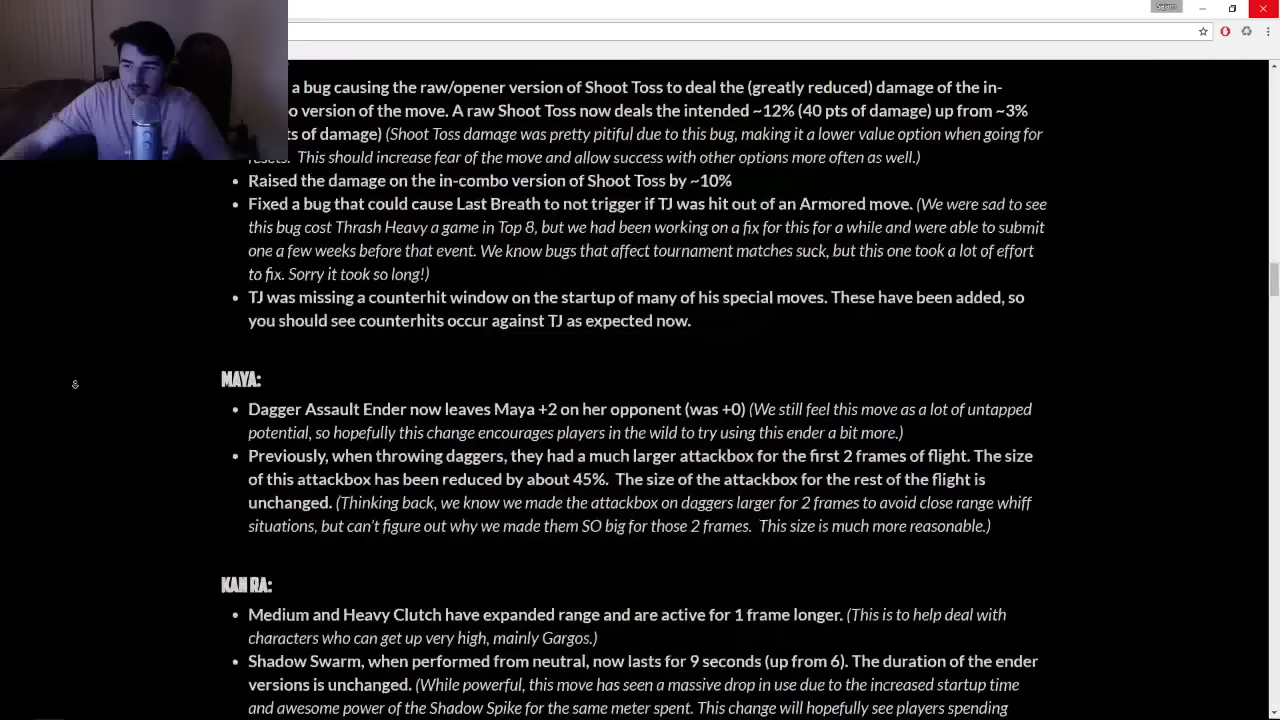 Sajam
a bug causing the raw/opener version of Shoot Toss to deal the (greatly reduced) damage of the in-
bo version of the move. A raw Shoot Toss now deals the intended ~12% (40 pts of damage) up from ~3%
ts of damage) (Shoot Toss damage was pretty pitiful due to this bug, making it a lower value option when going for
resets. This should increase fear of the move and allow success with other options more often as well.)
• Raised the damage on the in-combo version of Shoot Toss by ~10%
• Fixed a bug that could cause Last Breath to not trigger if TJ was hit out of an Armored move. (We were sad to see
this bug cost Thrash Heavy a game in Top 8, but we had been working on a fix for this for a while and were able to submit
one a few weeks before that event. We know bugs that affect tournament matches suck, but this one took a lot of effort
to fix. Sorry it took so long!)
• TJ was missing a counterhit window on the startup of many of his special moves. These have been added, so
you should see counterhits occur against TJ as expected now.
MAYA:
• Dagger Assault Ender now leaves Maya +2 on her opponent (was +0) (We still feel this move as a lot of untapped
potential, so hopefully this change encourages players in the wild to try using this ender a bit more.)
• Previously, when throwing daggers, they had a much larger attackbox for the first 2 frames of flight. The size
of this attackbox has been reduced by about 45%. The size of the attackbox for the rest of the flight is
unchanged. (Thinking back, we know we made the attackbox on daggers larger for 2 frames to avoid close range whiff
situations, but can't figure out why we made them SO big for those 2 frames. This size is much more reasonable.)
KAN RA:
• Medium and Heavy Clutch have expanded range and are active for 1 frame longer. (This is to help deal with
characters who can get up very high, mainly Gargos.)
• Shadow Swarm, when performed from neutral, now lasts for 9 seconds (up from 6). The duration of the ender
versions is unchanged. (While powerful, this move has seen a massive drop in use due to the increased startup time
and awesome power of the Shadow Spike for the same meter spent. This change will hopefully see players spending